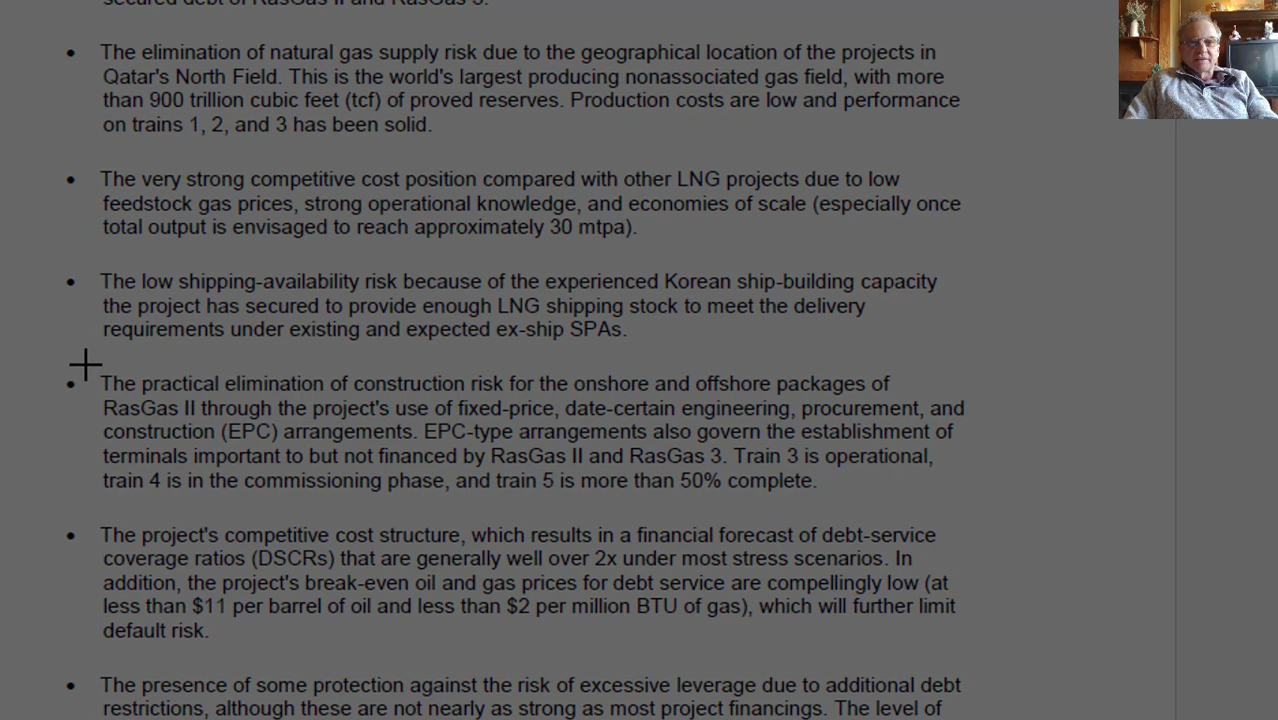 secured debt of RasGas II and RasGas 3.
• The elimination of natural gas supply risk due to the geographical location of the projects in
Qatar's North Field. This is the world's largest producing nonassociated gas field, with more
than 900 trillion cubic feet (tcf) of proved reserves. Production costs are low and performance
on trains 1, 2, and 3 has been solid.
• The very strong competitive cost position compared with other LNG projects due to low
feedstock gas prices, strong operational knowledge, and economies of scale (especially once
total output is envisaged to reach approximately 30 mtpa).
• The low shipping-availability risk because of the experienced Korean ship-building capacity
the project has secured to provide enough LNG shipping stock to meet the delivery
requirements under existing and expected ex-ship SPAs.
• The practical elimination of construction risk for the onshore and offshore packages of
RasGas II through the project's use of fixed-price, date-certain engineering, procurement, and
construction (EPC) arrangements. EPC-type arrangements also govern the establishment of
terminals important to but not financed by RasGas II and RasGas 3. Train 3 is operational,
train 4 is in the commissioning phase, and train 5 is more than 50% complete.
• The project's competitive cost structure, which results in a financial forecast of debt-service
coverage ratios (DSCRs) that are generally well over 2x under most stress scenarios. In
addition, the project's break-even oil and gas prices for debt service are compellingly low (at
less than $11 per barrel of oil and less than $2 per million BTU of gas), which will further limit
default risk.
• The presence of some protection against the risk of excessive leverage due to additional debt
restrictions, although these are not nearly as strong as most project financings. The level of